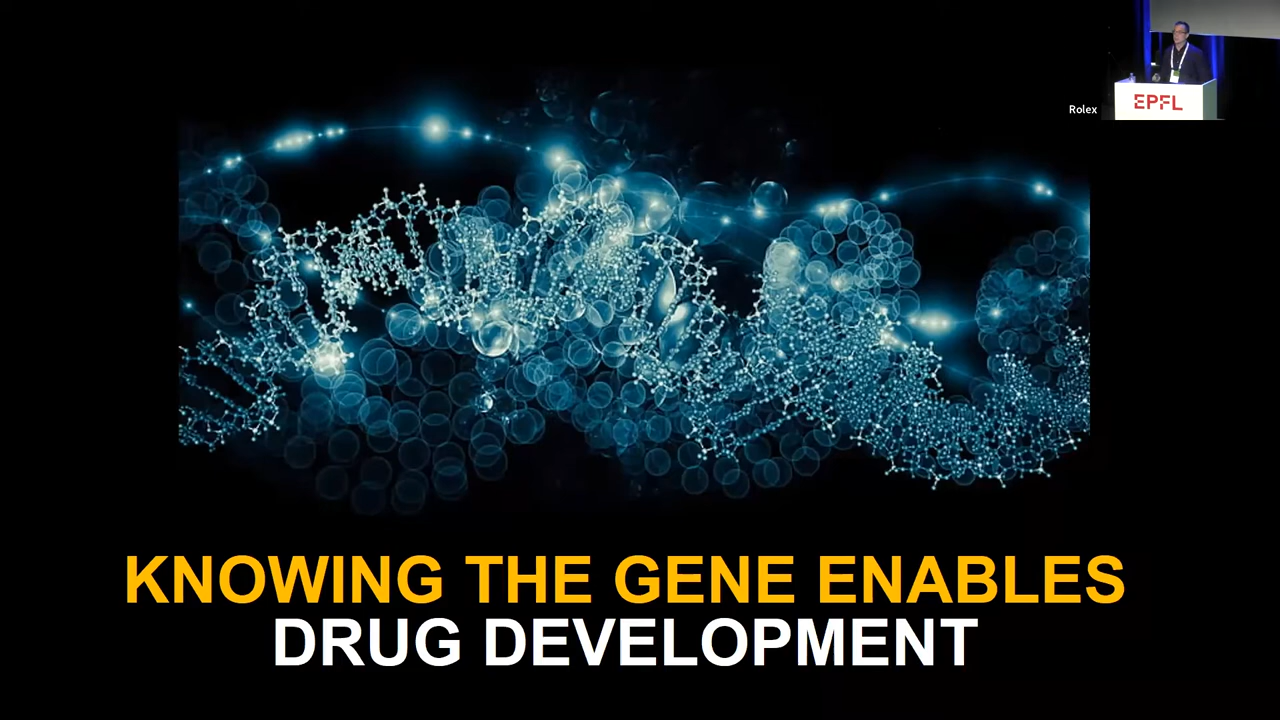 Rolex
EPFL
KNOWING THE GENE ENABLES
DRUG DEVELOPMENT